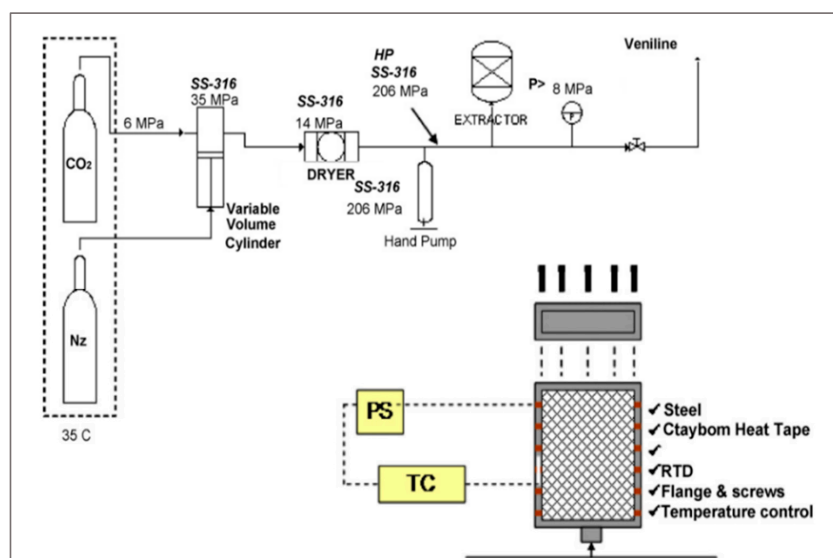 Veniline
HP
SS-316
206 MPa
P> 8 MPa
P
EXTRACTOR
SS-316
35 MPa
SS-316
14 MPa
6 MPa
CO₂
DRYER
SS-316
206 MPa
Hand Pump
Variable
Volume
Cylinder
Nz
35 C
PS
TC
✓Steel
✓Ctaybom Heat Tape
✓
✓RTD
✓Flange & screws
✓Temperature control